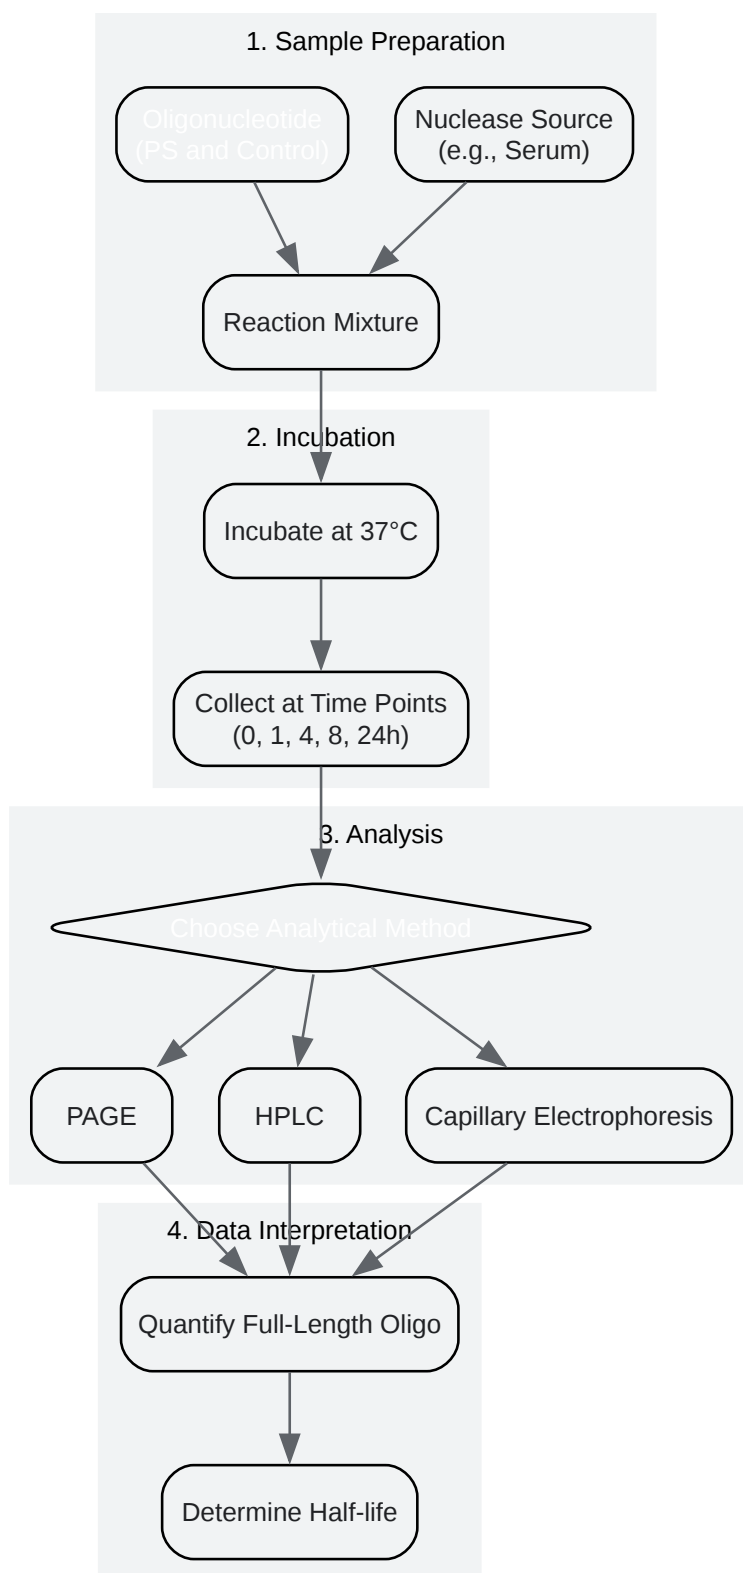 1. Sample Preparation
Oligonucleotide
(PS and Control)
Nuclease Source
(e.g., Serum)
Reaction Mixture
2. Incubation
Incubate at 37°C
Collect at Time Points
(0, 1, 4, 8, 24h)
3. Analysis
Choose Analytical Method
PAGE
HPLC
Capillary Electrophoresis
4. Data Interpretation
Quantify Full-Length Oligo
Determine Half-life